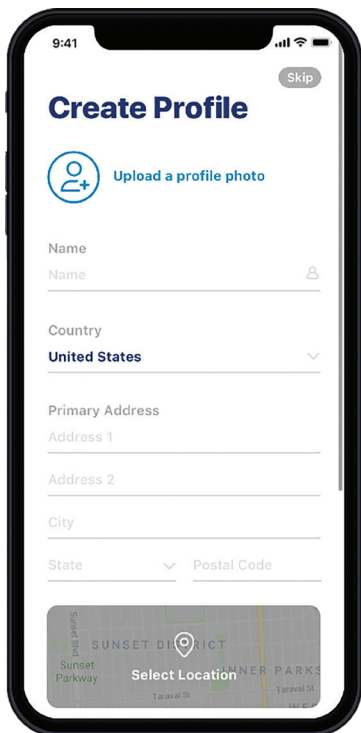 9:41
Skip
Create Profile
Upload a profile photo
Name
Name
Country
United States
Primary Address
Address 1
Address 2
City
State Postal Code
Sunset Blvd
SUNSET DISTRICT
Sunset
Parkway
INNER PARKS
Select Location
Taraval St
Taraval St